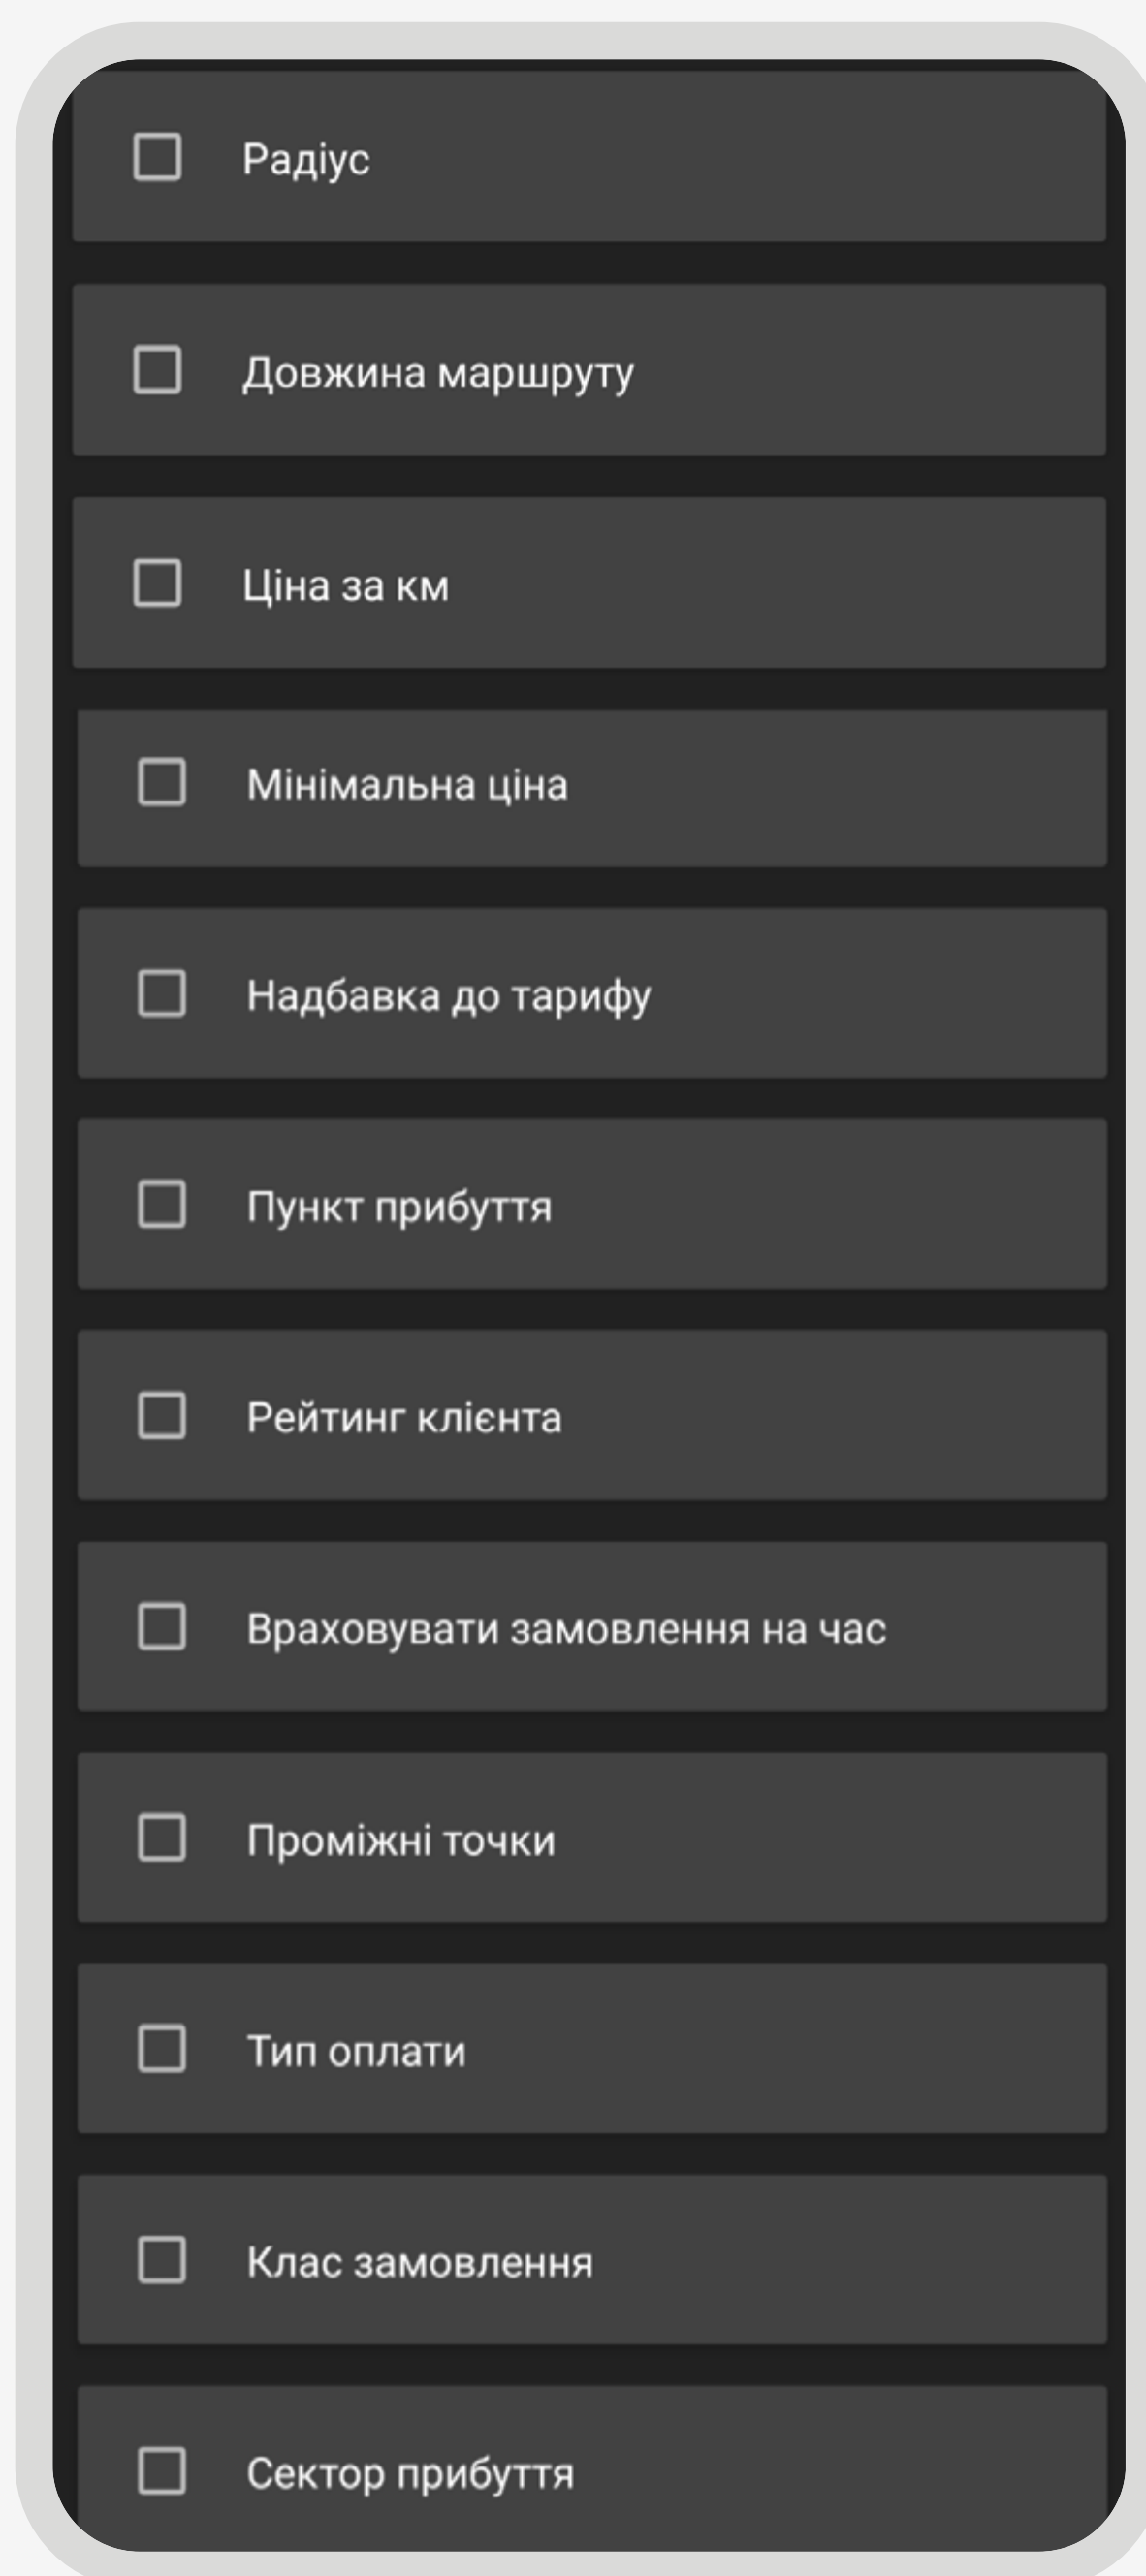 Радіус
Довжина маршруту
Ціна за км
Мінімальна ціна
Надбавка до тарифу
Пункт прибуття
Рейтинг клієнта
Враховувати замовлення на час
Проміжні точки
Тип оплати
Клас замовлення
Сектор прибуття